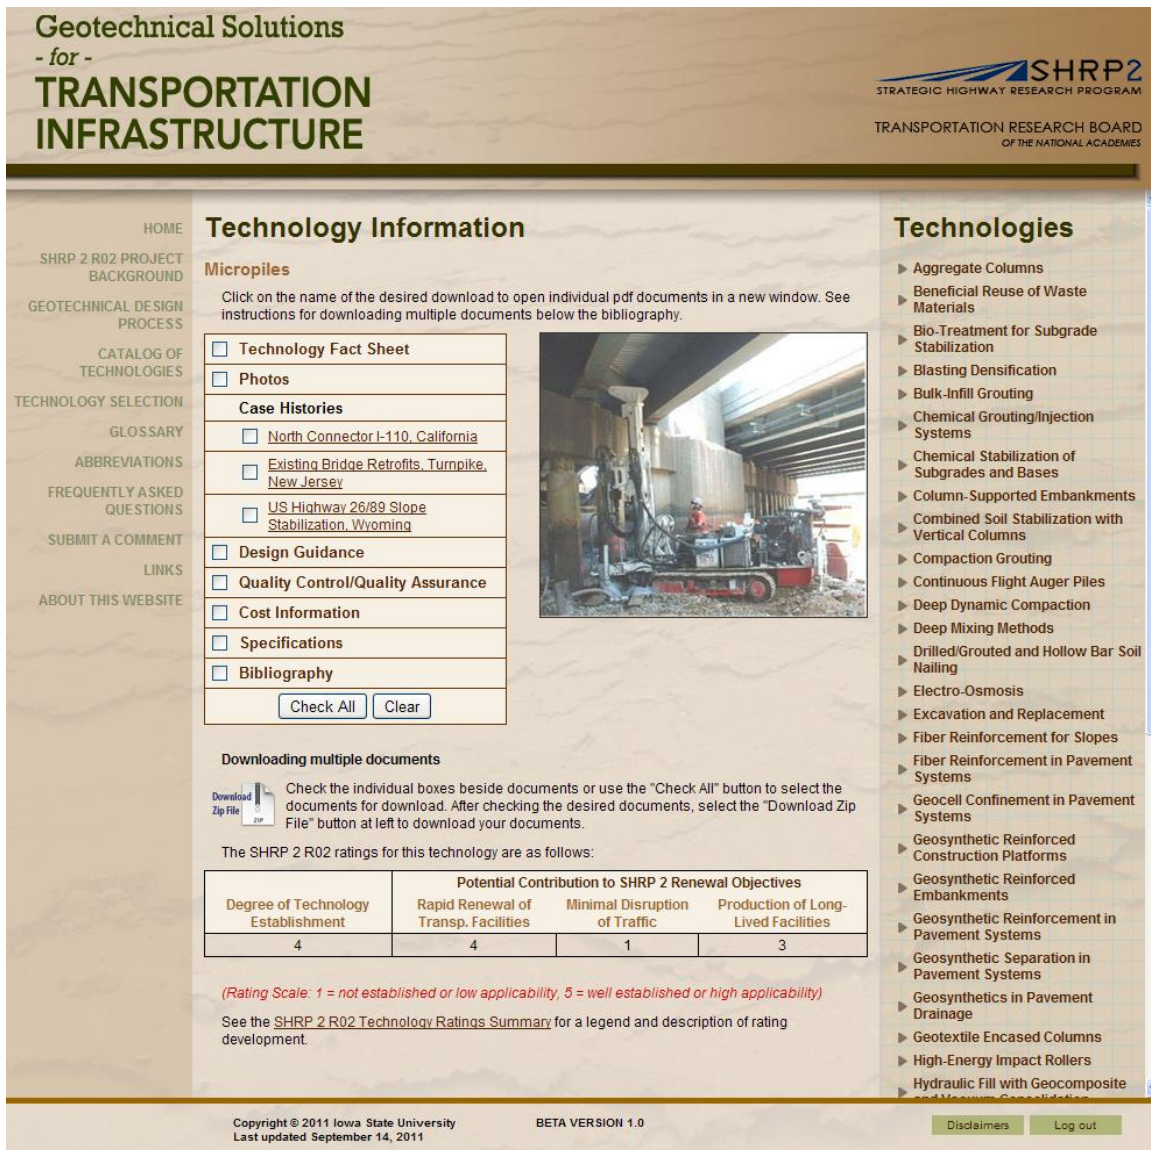 Geotechnical Solutions
- for -
TRANSPORTATION
INFRASTRUCTURE
SHRP2
STRATEGIC HIGHWAY RESEARCH PROGRAM
TRANSPORTATION RESEARCH BOARD
OF THE NATIONAL ACADEMIES
HOME
SHRP 2 R02 PROJECT
BACKGROUND
GEOTECHNICAL DESIGN
PROCESS
CATALOG OF
TECHNOLOGIES
TECHNOLOGY SELECTION
GLOSSARY
ABBREVIATIONS
FREQUENTLY ASKED
QUESTIONS
SUBMIT A COMMENT
LINKS
ABOUT THIS WEBSITE
Technology Information
Micropiles
Click on the name of the desired download to open individual pdf documents in a new window. See
instructions for downloading multiple documents below the bibliography.
Technology Fact Sheet
Photos
Case Histories
North Connector I-110, California
Existing Bridge Retrofits, Turnpike,
New Jersey
US Highway 26/89 Slope
Stabilization, Wyoming
Design Guidance
Quality Control/Quality Assurance
Cost Information
Specifications
Bibliography
Check All Clear
Downloading multiple documents
Download
Zip File
ZIP
Check the individual boxes beside documents or use the "Check All" button to select the
documents for download. After checking the desired documents, select the "Download Zip
File" button at left to download your documents.
The SHRP 2 R02 ratings for this technology are as follows:
Potential Contribution to SHRP 2 Renewal Objectives
Degree of Technology Rapid Renewal of Minimal Disruption Production of Long-
Establishment Transp. Facilities of Traffic Lived Facilities
4 4 1 3
(Rating Scale: 1 = not established or low applicability, 5 = well established or high applicability)
See the SHRP 2 R02 Technology Ratings Summary for a legend and description of rating
development.
Technologies
Aggregate Columns
Beneficial Reuse of Waste
Materials
Bio-Treatment for Subgrade
Stabilization
Blasting Densification
Bulk-Infill Grouting
Chemical Grouting/Injection
Systems
Chemical Stabilization of
Subgrades and Bases
Column-Supported Embankments
Combined Soil Stabilization with
Vertical Columns
Compaction Grouting
Continuous Flight Auger Piles
Deep Dynamic Compaction
Deep Mixing Methods
Drilled/Grouted and Hollow Bar Soil
Nailing
Electro-Osmosis
Excavation and Replacement
Fiber Reinforcement for Slopes
Fiber Reinforcement in Pavement
Systems
Geocell Confinement in Pavement
Systems
Geosynthetic Reinforced
Construction Platforms
Geosynthetic Reinforced
Embankments
Geosynthetic Reinforcement in
Pavement Systems
Geosynthetic Separation in
Pavement Systems
Geosynthetics in Pavement
Drainage
Geotextile Encased Columns
High-Energy Impact Rollers
Hydraulic Fill with Geocomposite
and Vacuum Consolidation
Copyright © 2011 Iowa State University
Last updated September 14, 2011
BETA VERSION 1.0
Disclaimers Log out